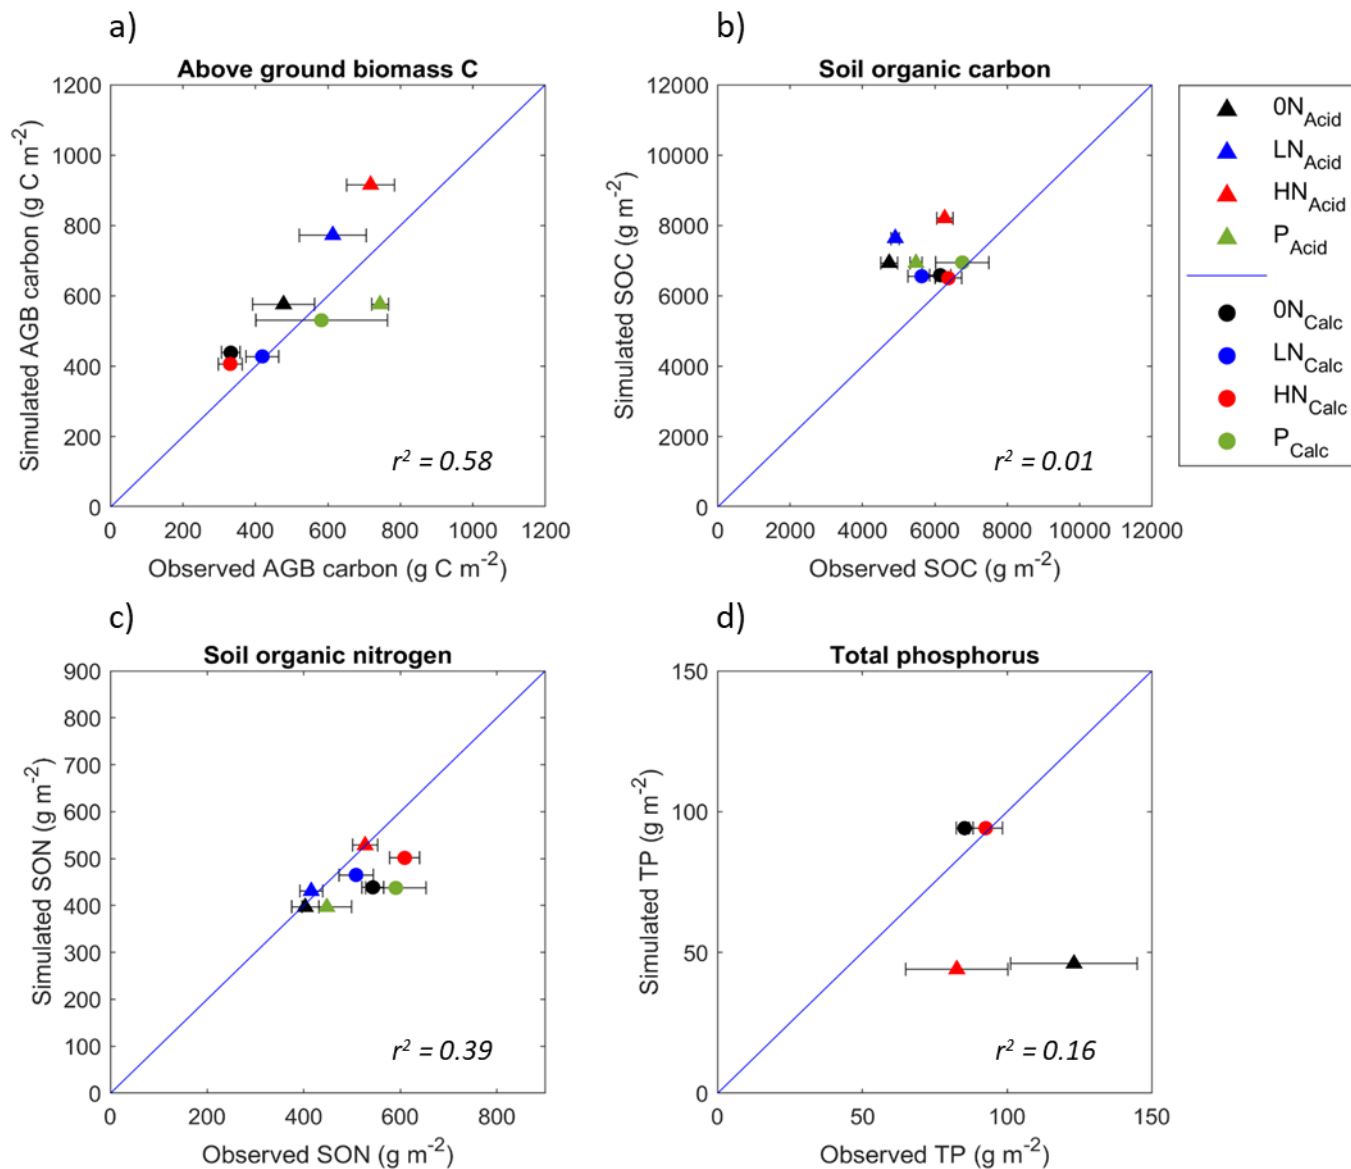 a)
Above ground biomass C
1200
1000
800
600
400
200
0
0 200 400 600 800 1000 1200
Simulated AGB carbon (g C m-2)
Observed AGB carbon (g C m-2)
r2 = 0.58
b)
Soil organic carbon
12000
10000
8000
6000
4000
2000
0
0 2000 4000 6000 8000 10000 12000
Simulated SOC (g m-2)
Observed SOC (g m-2)
r2 = 0.01
0NAcid
LNAcid
HNAcid
PAcid
0NCalc
LNCalc
HNCalc
PCalc
c)
Soil organic nitrogen
900
800
700
600
500
400
300
200
100
0
0 200 400 600 800
Simulated SON (g m-2)
Observed SON (g m-2)
r2 = 0.39
d)
Total phosphorus
150
100
50
0
0 50 100 150
Simulated TP (g m-2)
Observed TP (g m-2)
r2 = 0.16